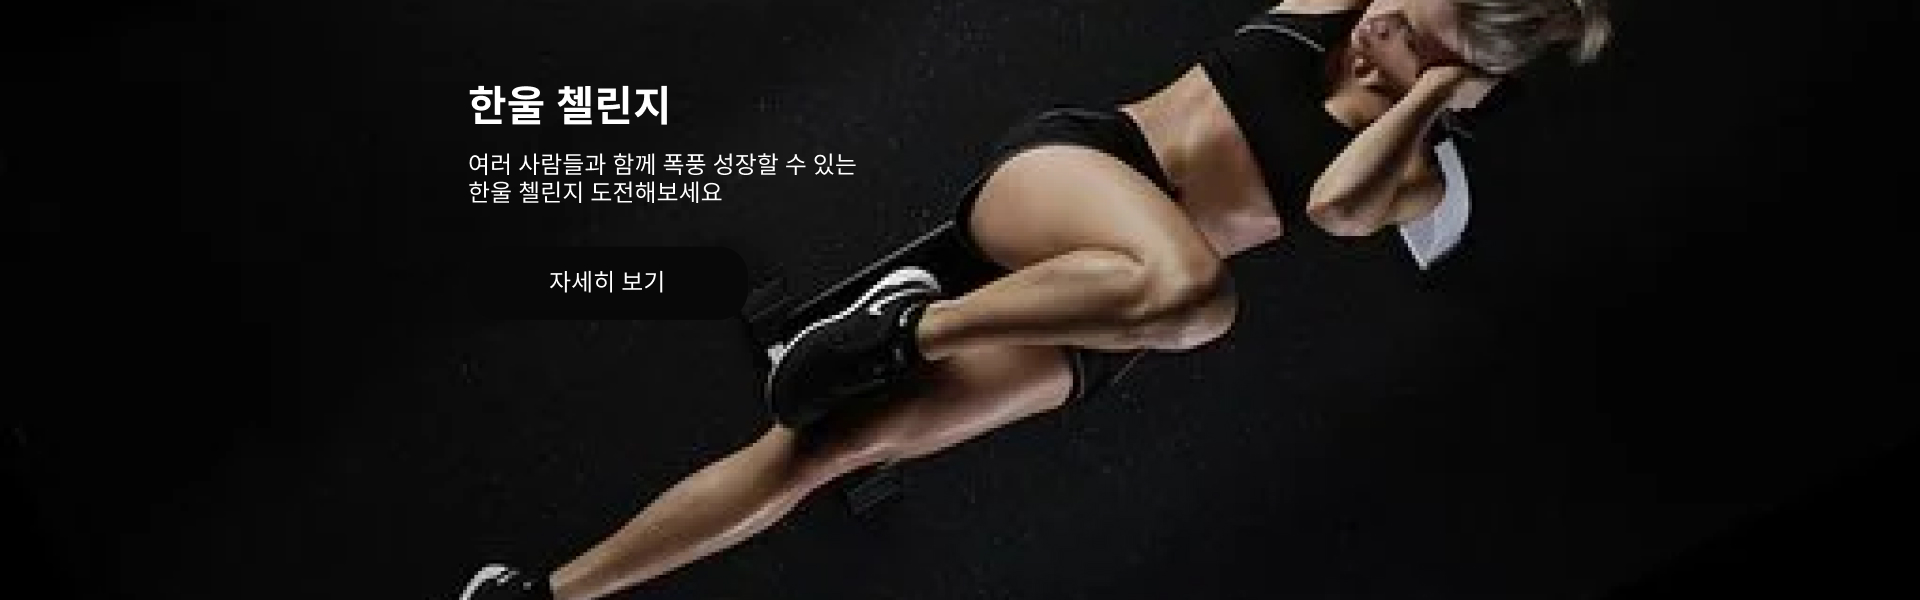 한울 첼린지
여러 사람들과 함께 폭풍 성장할 수 있는
한울 첼린지 도전해보세요
자세히 보기